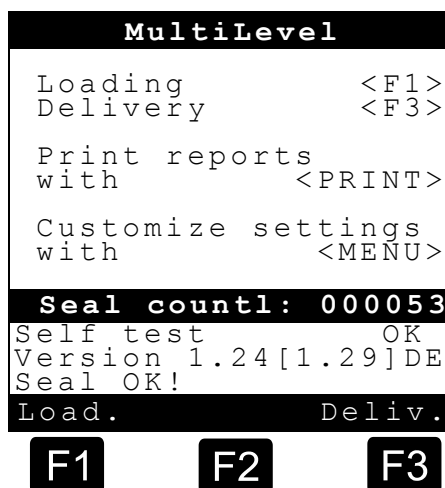 MultiLevel
Loading <F1>
Delivery <F3>
Print reports
with <PRINT>
Customize settings
with <MENU>
Seal countl: 000053
Self test OK
Version 1.24[1.29]DE
Seal OK!
Load. Deliv.
F1 F2 F3